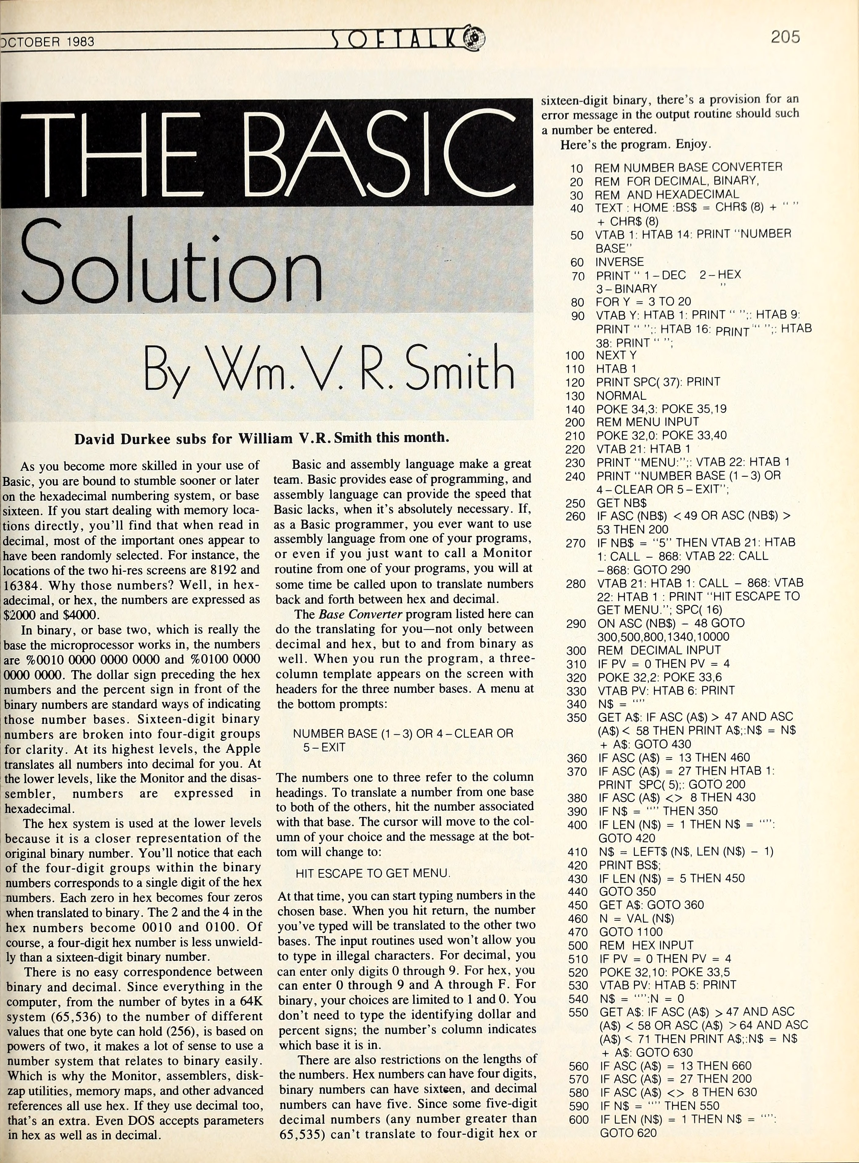 OCTOBER 1983
SOFTALK
205
THE BASIC
Solution
By Wm. V. R. Smith
David Durkee subs for William V.R. Smith this month.
As you become more skilled in your use of
Basic, you are bound to stumble sooner or later
on the hexadecimal numbering system, or base
sixteen. If you start dealing with memory loca-
tions directly, you'll find that when read in
decimal, most of the important ones appear to
have been randomly selected. For instance, the
locations of the two hi-res screens are 8192 and
16384. Why those numbers? Well, in hex-
adecimal, or hex, the numbers are expressed as
$2000 and $4000.
In binary, or base two, which is really the
base the microprocessor works in, the numbers
are %0010 0000 0000 0000 and %0100 0000
0000 0000. The dollar sign preceding the hex
numbers and the percent sign in front of the
binary numbers are standard ways of indicating
those number bases. Sixteen-digit binary
numbers are broken into four-digit groups
for clarity. At its highest levels, the Apple
translates all numbers into decimal for you. At
the lower levels, like the Monitor and the disas-
sembler, numbers are expressed in
hexadecimal.
The hex system is used at the lower levels
because it is a closer representation of the
original binary number. You'll notice that each
of the four-digit groups within the binary
numbers corresponds to a single digit of the hex
numbers. Each zero in hex becomes four zeros
when translated to binary. The 2 and the 4 in the
hex numbers become 0010 and 0100. Of
course, a four-digit hex number is less unwield-
ly than a sixteen-digit binary number.
There is no easy correspondence between
binary and decimal. Since everything in the
computer, from the number of bytes in a 64K
system (65,536) to the number of different
values that one byte can hold (256), is based on
powers of two, it makes a lot of sense to use a
number system that relates to binary easily.
Which is why the Monitor, assemblers, disk-
zap utilities, memory maps, and other advanced
references all use hex. If they use decimal too,
that's an extra. Even DOS accepts parameters
in hex as well as in decimal.
Basic and assembly language make a great
team. Basic provides ease of programming, and
assembly language can provide the speed that
Basic lacks, when it's absolutely necessary. If,
as a Basic programmer, you ever want to use
assembly language from one of your programs,
or even if you just want to call a Monitor
routine from one of your programs, you will at
some time be called upon to translate numbers
back and forth between hex and decimal.
The Base Converter program listed here can
do the translating for you—not only between
decimal and hex, but to and from binary as
well. When you run the program, a three-
column template appears on the screen with
headers for the three number bases. A menu at
the bottom prompts:
NUMBER BASE (1–3) OR 4–CLEAR OR
5–EXIT
The numbers one to three refer to the column
headings. To translate a number from one base
to both of the others, hit the number associated
with that base. The cursor will move to the col-
umn of your choice and the message at the bot-
tom will change to:
HIT ESCAPE TO GET MENU.
At that time, you can start typing numbers in the
chosen base. When you hit return, the number
you've typed will be translated to the other two
bases. The input routines used won't allow you
to type in illegal characters. For decimal, you
can enter only digits 0 through 9. For hex, you
can enter 0 through 9 and A through F. For
binary, your choices are limited to 1 and 0. You
don't need to type the identifying dollar and
percent signs; the number's column indicates
which base it is in.
There are also restrictions on the lengths of
the numbers. Hex numbers can have four digits,
binary numbers can have sixteen, and decimal
numbers can have five. Since some five-digit
decimal numbers (any number greater than
65,535) can't translate to four-digit hex or
sixteen-digit binary, there's a provision for an
error message in the output routine should such
a number be entered.
Here's the program. Enjoy.
10 REM NUMBER BASE CONVERTER
20 REM FOR DECIMAL, BINARY,
30 REM AND HEXADECIMAL
40 TEXT : HOME :BS$ = CHR$ (8) + " "
+ CHR$ (8)
50 VTAB 1: HTAB 14: PRINT "NUMBER
BASE"
60 INVERSE
70 PRINT " 1–DEC 2–HEX
3–BINARY "
80 FOR Y = 3 TO 20
90 VTAB Y: HTAB 1: PRINT " ";: HTAB 9:
PRINT " ";: HTAB 16: PRINT " ";: HTAB
38: PRINT " ";
100 NEXT Y
110 HTAB 1
120 PRINT SPC( 37): PRINT
130 NORMAL
140 POKE 34,3: POKE 35,19
200 REM MENU INPUT
210 POKE 32,0: POKE 33,40
220 VTAB 21: HTAB 1
230 PRINT "MENU:";: VTAB 22: HTAB 1
240 PRINT "NUMBER BASE (1–3) OR
4–CLEAR OR 5–EXIT";
250 GET NB$
260 IF ASC (NB$) < 49 OR ASC (NB$) >
53 THEN 200
270 IF NB$ = "5" THEN VTAB 21: HTAB
1: CALL – 868: VTAB 22: CALL
–868: GOTO 290
280 VTAB 21: HTAB 1: CALL – 868: VTAB
22: HTAB 1 : PRINT "HIT ESCAPE TO
GET MENU."; SPC( 16)
290 ON ASC (NB$) – 48 GOTO
300,500,800,1340,10000
300 REM DECIMAL INPUT
310 IF PV = 0 THEN PV = 4
320 POKE 32,2: POKE 33,6
330 VTAB PV: HTAB 6: PRINT
340 N$ = ""
350 GET A$: IF ASC (A$) > 47 AND ASC
(A$) < 58 THEN PRINT A$;:N$ = N$
+ A$: GOTO 430
360 IF ASC (A$) = 13 THEN 460
370 IF ASC (A$) = 27 THEN HTAB 1:
PRINT SPC( 5);: GOTO 200
380 IF ASC (A$) <> 8 THEN 430
390 IF N$ = "" THEN 350
400 IF LEN (N$) = 1 THEN N$ = "":
GOTO 420
410 N$ = LEFT$ (N$, LEN (N$) – 1)
420 PRINT BS$;
430 IF LEN (N$) = 5 THEN 450
440 GOTO 350
450 GET A$: GOTO 360
460 N = VAL (N$)
470 GOTO 1100
500 REM HEX INPUT
510 IF PV = 0 THEN PV = 4
520 POKE 32,10: POKE 33,5
530 VTAB PV: HTAB 5: PRINT
540 N$ = "":N = 0
550 GET A$: IF ASC (A$) > 47 AND ASC
(A$) < 58 OR ASC (A$) > 64 AND ASC
(A$) < 71 THEN PRINT A$;:N$ = N$
+ A$: GOTO 630
560 IF ASC (A$) = 13 THEN 660
570 IF ASC (A$) = 27 THEN 200
580 IF ASC (A$) <> 8 THEN 630
590 IF N$ = "" THEN 550
600 IF LEN (N$) = 1 THEN N$ = "":
GOTO 620